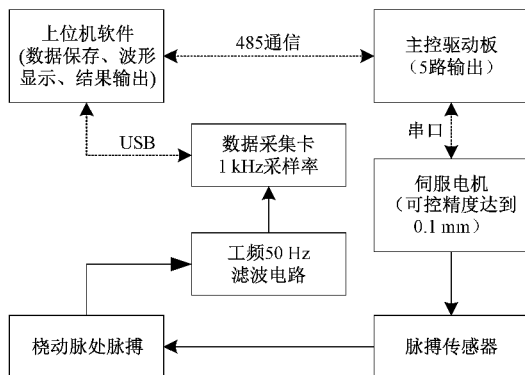 上位机软件
(数据保存、波形
显示、结果输出)
485通信
主控驱动板
(5路输出)
USB
数据采集卡
1 kHz采样率
串口
伺服电机
(可控精度达到
0.1 mm)
工频50 Hz
滤波电路
桡动脉处脉搏
脉搏传感器